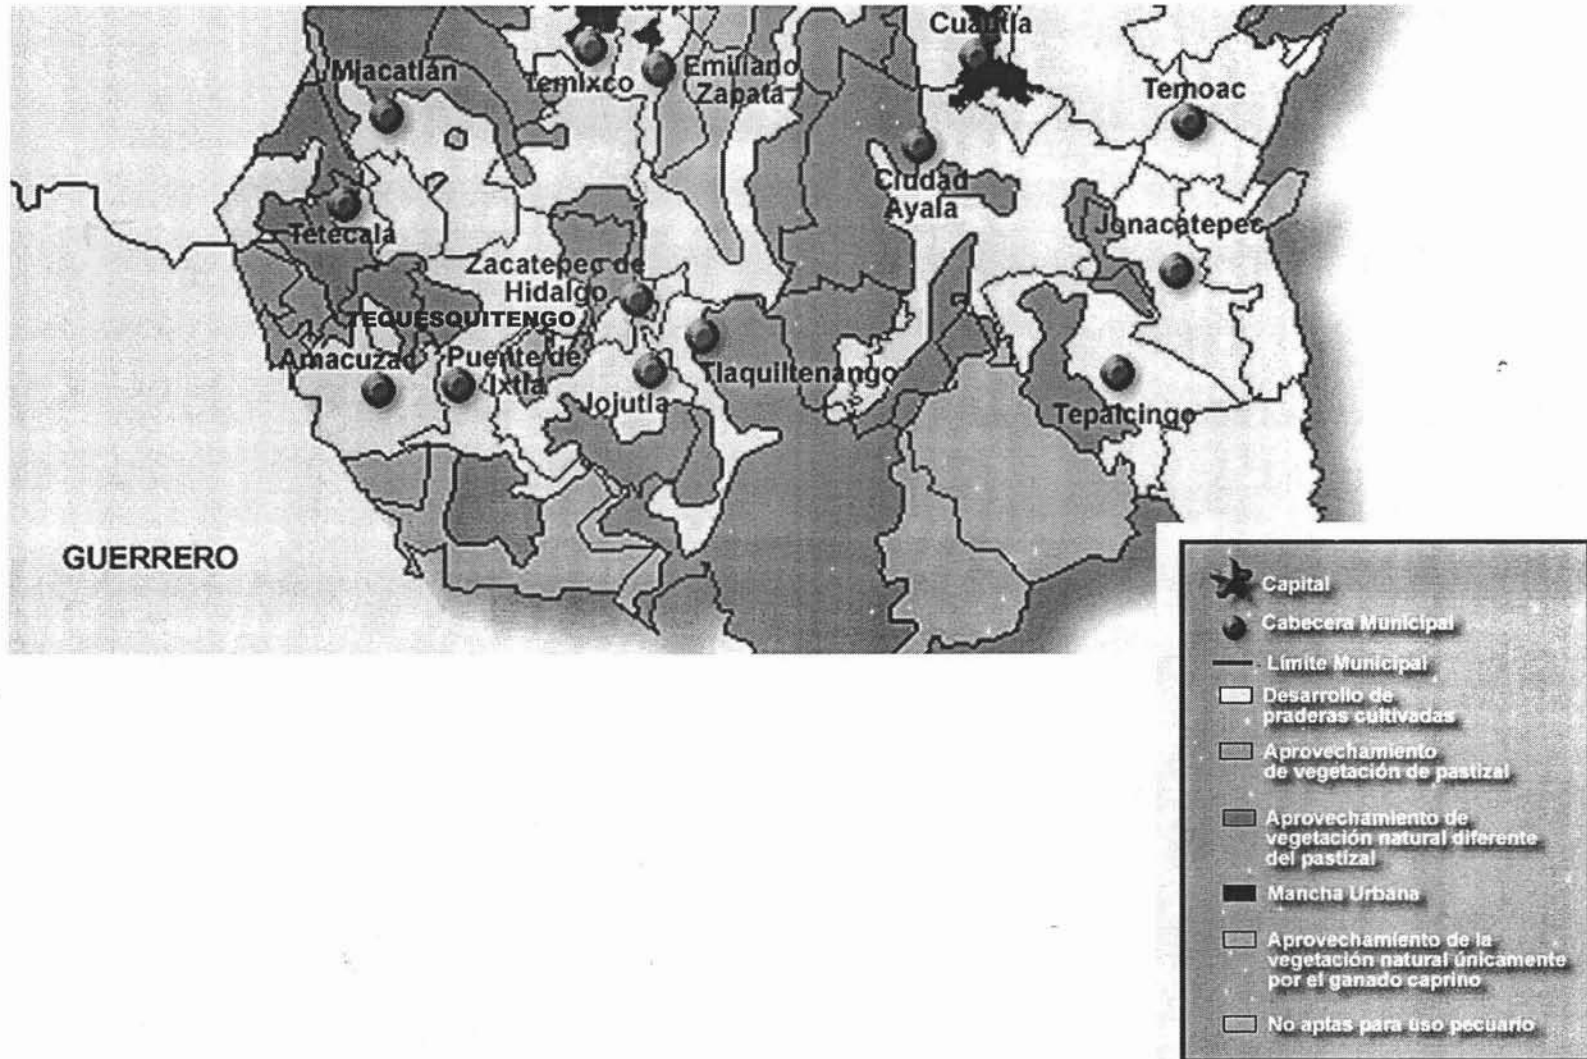 Cuautla
Miacatlán
Temixco
Emiliano
Zapata
Temoac
Ciudad
Ayala
Tetecala
Jonacatepec
Zacatepec de
Hidalgo
TEQUESQUITENGO
Amacuzac
Puente de
Ixtla
Tlaquiltenango
Jojutla
Tepalcingo
GUERRERO
Capital
Cabecera Municipal
Límite Municipal
Desarrollo de
praderas cultivadas
Aprovechamiento
de vegetación de pastizal
Aprovechamiento de
vegetación natural diferente
del pastizal
Mancha Urbana
Aprovechamiento de la
vegetación natural únicamente
por el ganado caprino
No aptas para uso pecuario